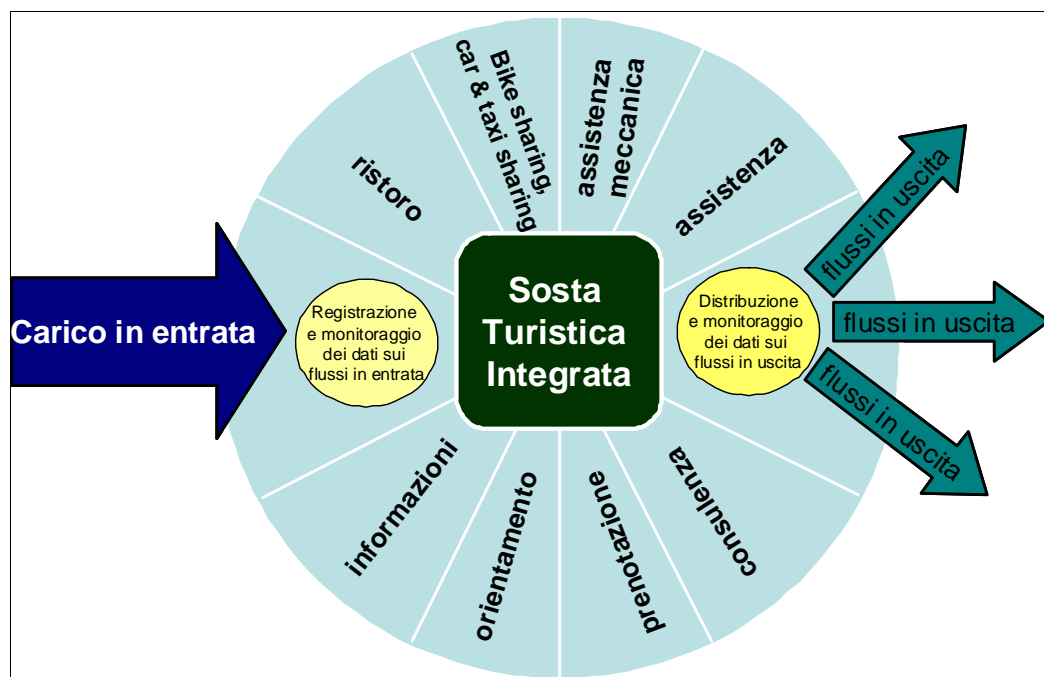 Bike sharing,
car & taxi sharing
assistenza
meccanica
ristoro
assistenza
Carico in entrata
Registrazione
e monitoraggio
dei dati sui
flussi in entrata
Sosta
Turistica
Integrata
Distribuzione
e monitoraggio
dei dati sui
flussi in uscita
flussi in uscita
flussi in uscita
flussi in uscita
informazioni
orientamento
prenotazione
consulenza